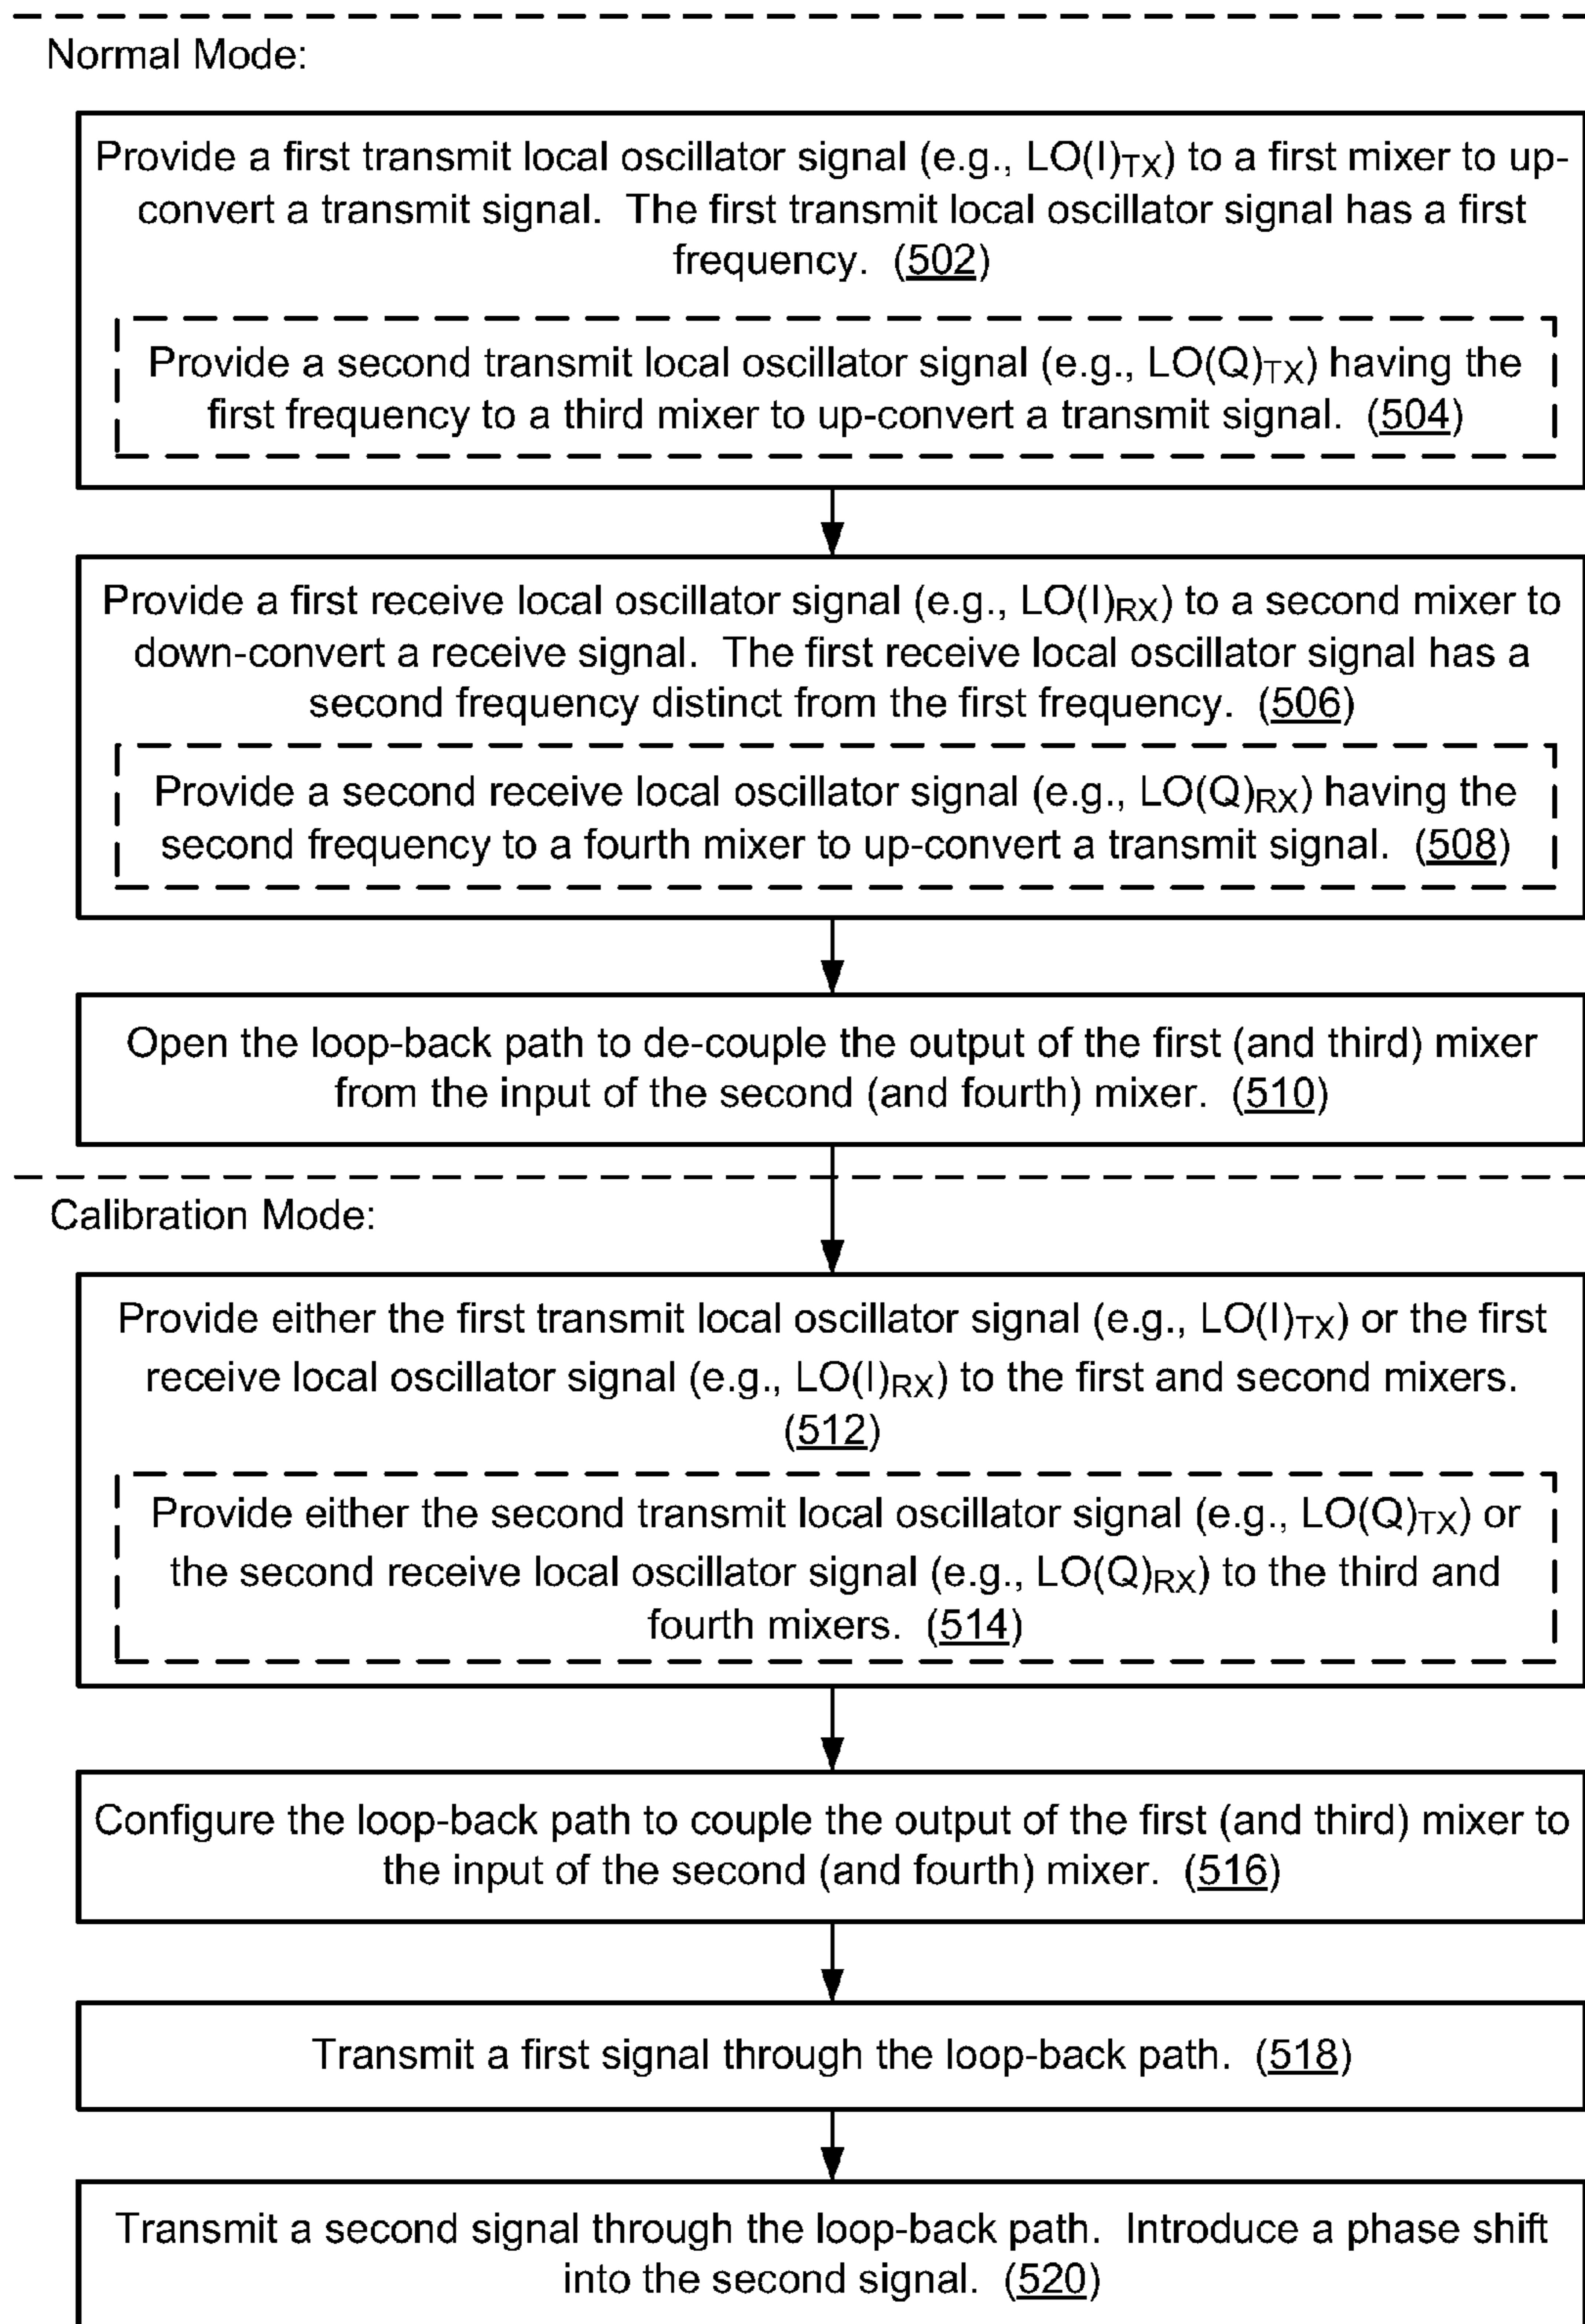 Normal Mode:
Provide a first transmit local oscillator signal (e.g., LO(I)TX) to a first mixer to up-
convert a transmit signal.  The first transmit local oscillator signal has a first
frequency.  (502)
Provide a second transmit local oscillator signal (e.g., LO(Q)TX) having the
first frequency to a third mixer to up-convert a transmit signal.  (504)
Provide a first receive local oscillator signal (e.g., LO(I)RX) to a second mixer to
down-convert a receive signal.  The first receive local oscillator signal has a
second frequency distinct from the first frequency.  (506)
Provide a second receive local oscillator signal (e.g., LO(Q)RX) having the
second frequency to a fourth mixer to up-convert a transmit signal.  (508)
Open the loop-back path to de-couple the output of the first (and third) mixer
from the input of the second (and fourth) mixer.  (510)
Calibration Mode:
Provide either the first transmit local oscillator signal (e.g., LO(I)TX) or the first
receive local oscillator signal (e.g., LO(I)RX) to the first and second mixers.
(512)
Provide either the second transmit local oscillator signal (e.g., LO(Q)TX) or
the second receive local oscillator signal (e.g., LO(Q)RX) to the third and
fourth mixers.  (514)
Configure the loop-back path to couple the output of the first (and third) mixer to
the input of the second (and fourth) mixer.  (516)
Transmit a first signal through the loop-back path.  (518)
Transmit a second signal through the loop-back path.  Introduce a phase shift
into the second signal.  (520)